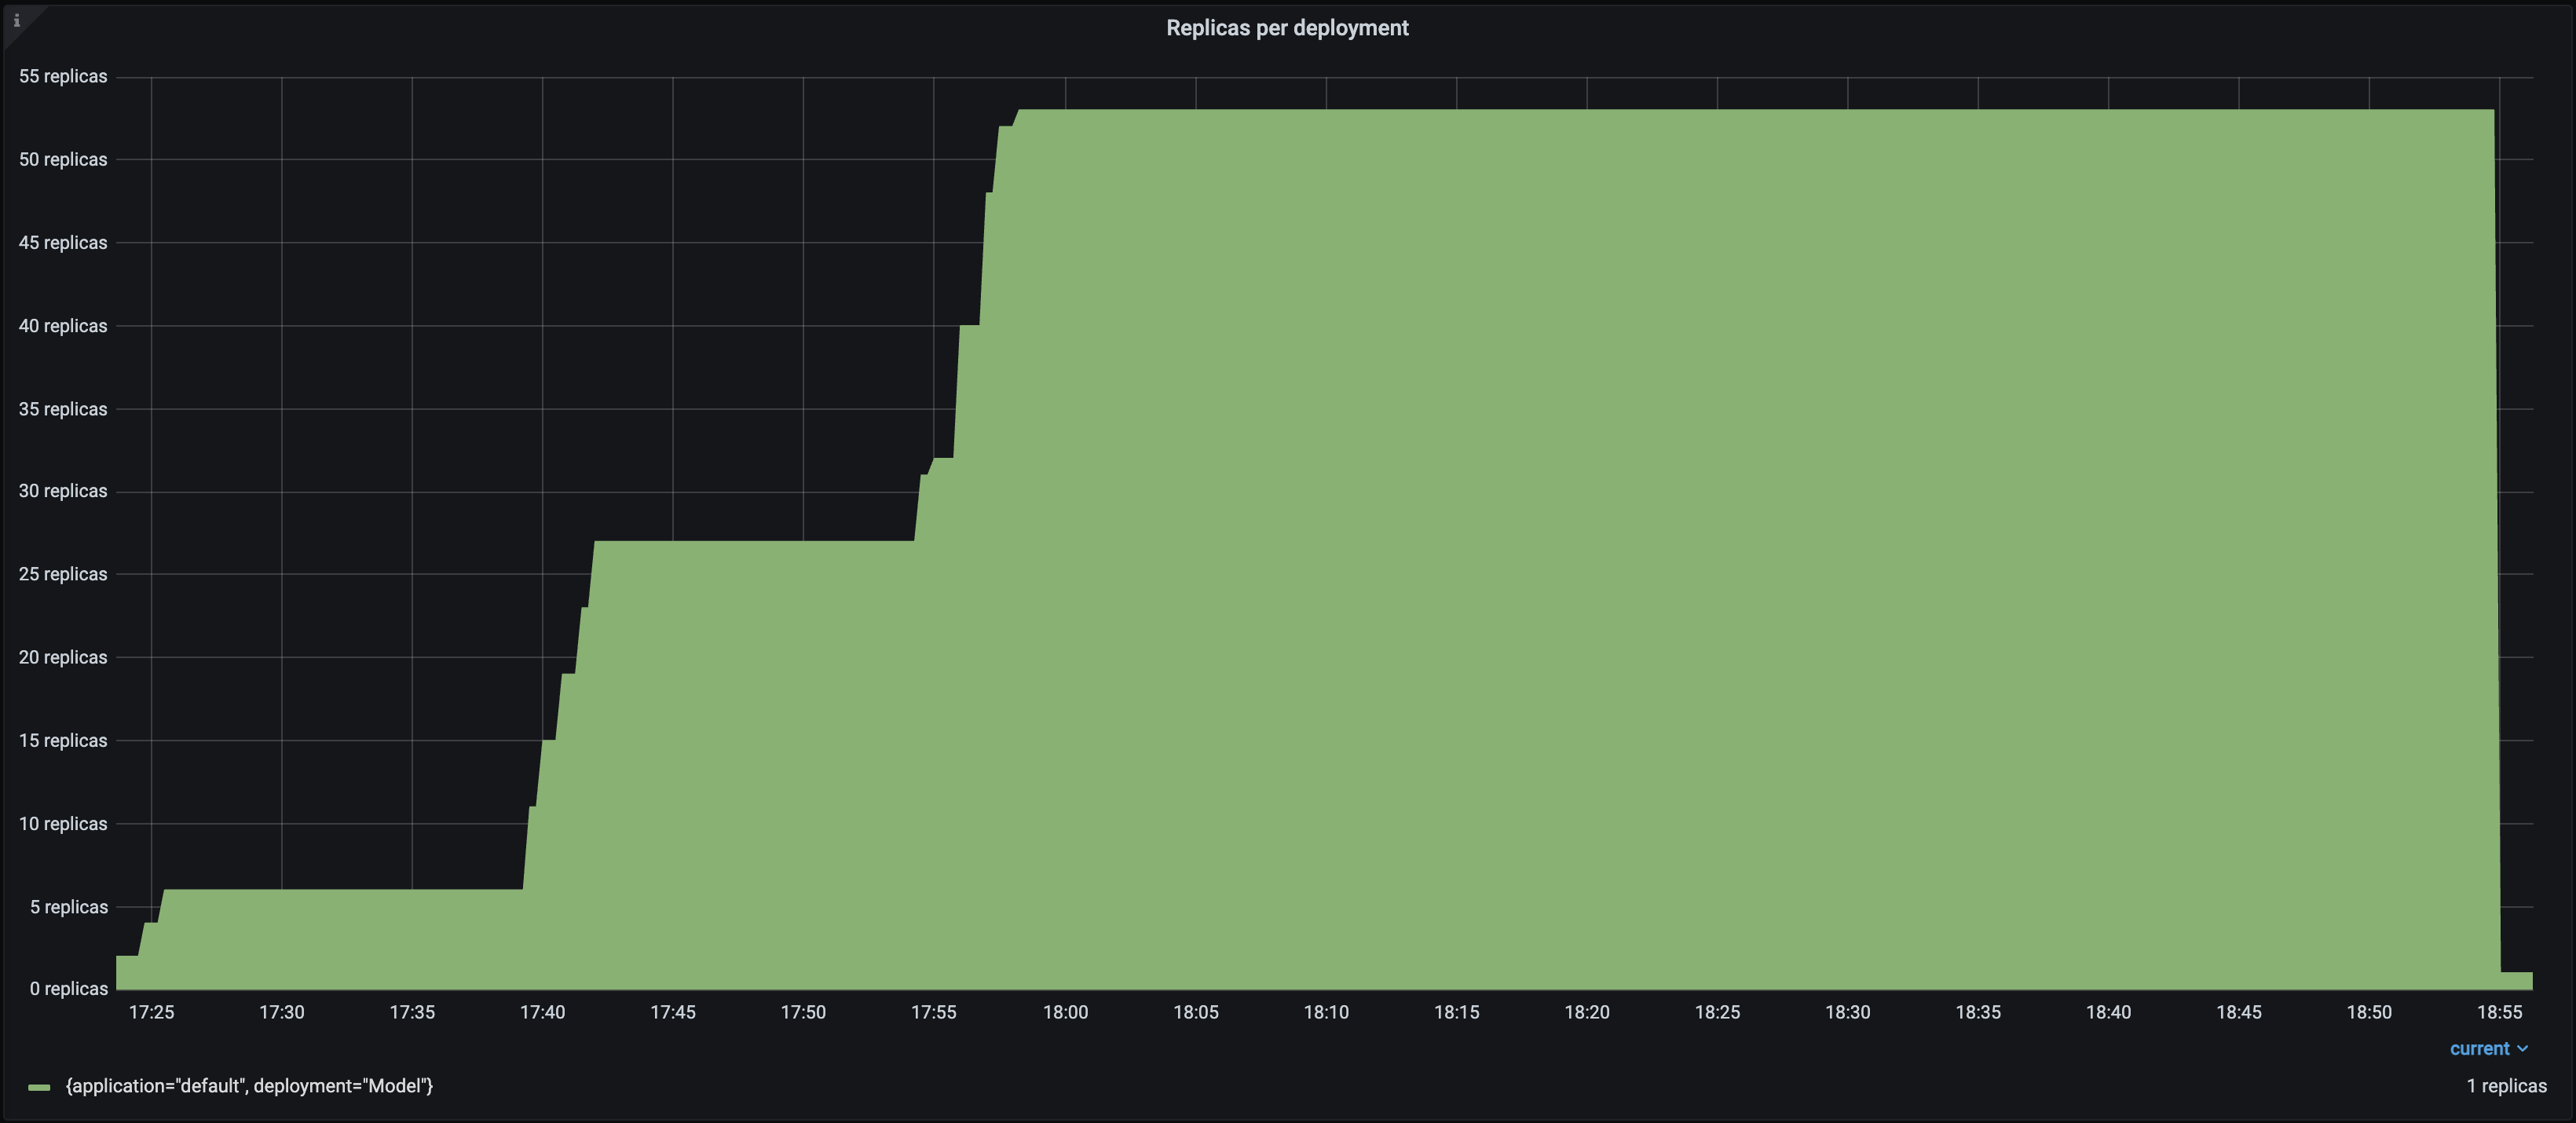 i
Replicas per deployment
55 replicas
50 replicas
45 replicas
40 replicas
35 replicas
30 replicas
25 replicas
20 replicas
15 replicas
10 replicas
5 replicas
0 replicas
17:25 17:30 17:35 17:40 17:45 17:50 17:55 18:00 18:05 18:10 18:15 18:20 18:25 18:30 18:35 18:40 18:45 18:50 18:55
current
{application="default", deployment="Model"} 1 replicas